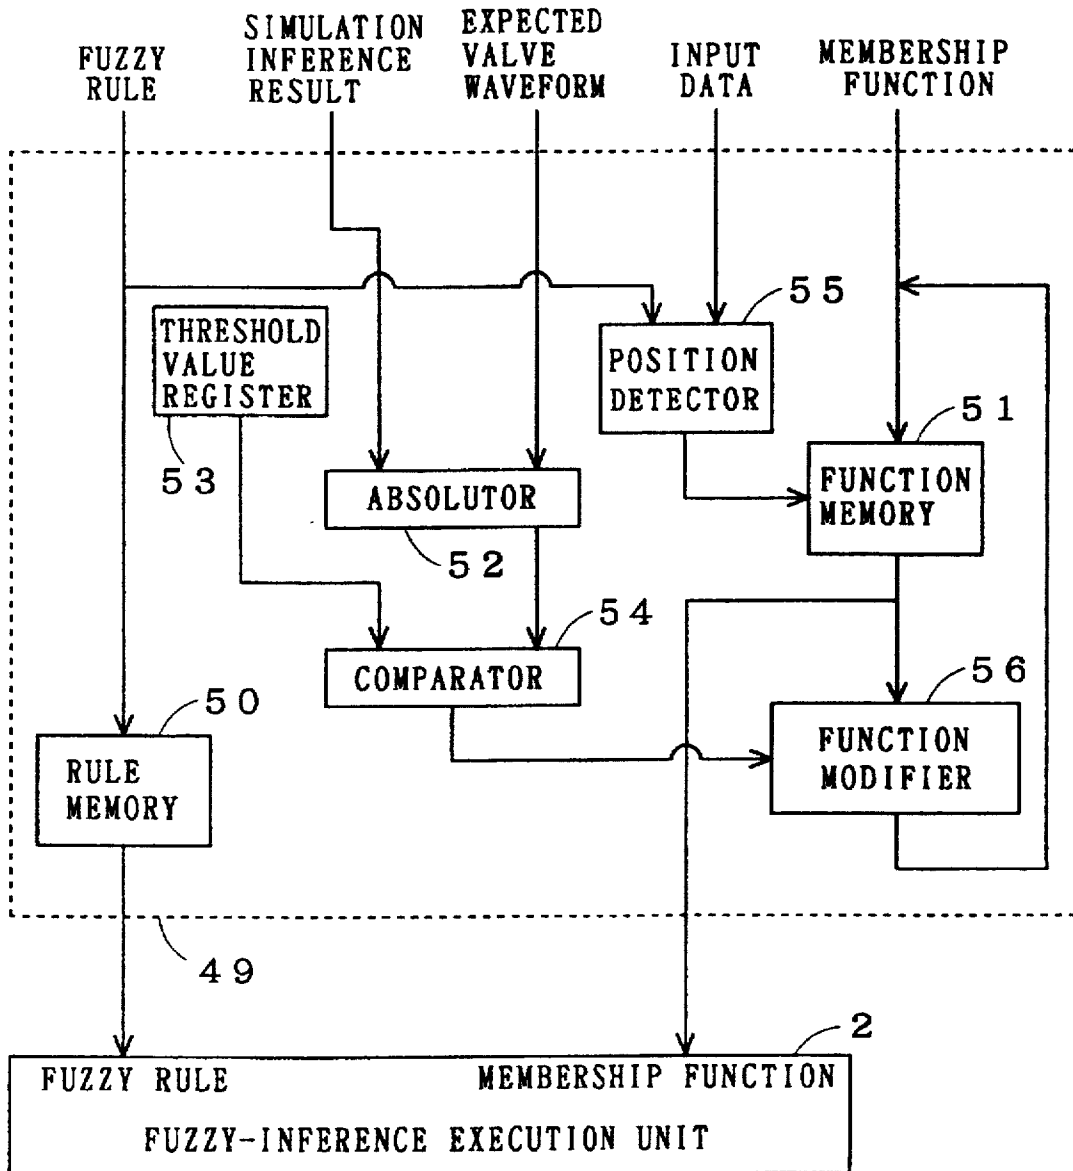 FUZZY
RULE
SIMULATION
INFERENCE
RESULT
EXPECTED
VALVE
WAVEFORM
INPUT
DATA
MEMBERSHIP
FUNCTION
THRESHOLD
VALUE
REGISTER
53
55
POSITION
DETECTOR
51
FUNCTION
MEMORY
ABSOLUTOR
52
54
COMPARATOR
56
FUNCTION
MODIFIER
50
RULE
MEMORY
49
2
FUZZY RULE
MEMBERSHIP FUNCTION
FUZZY-INFERENCE EXECUTION UNIT